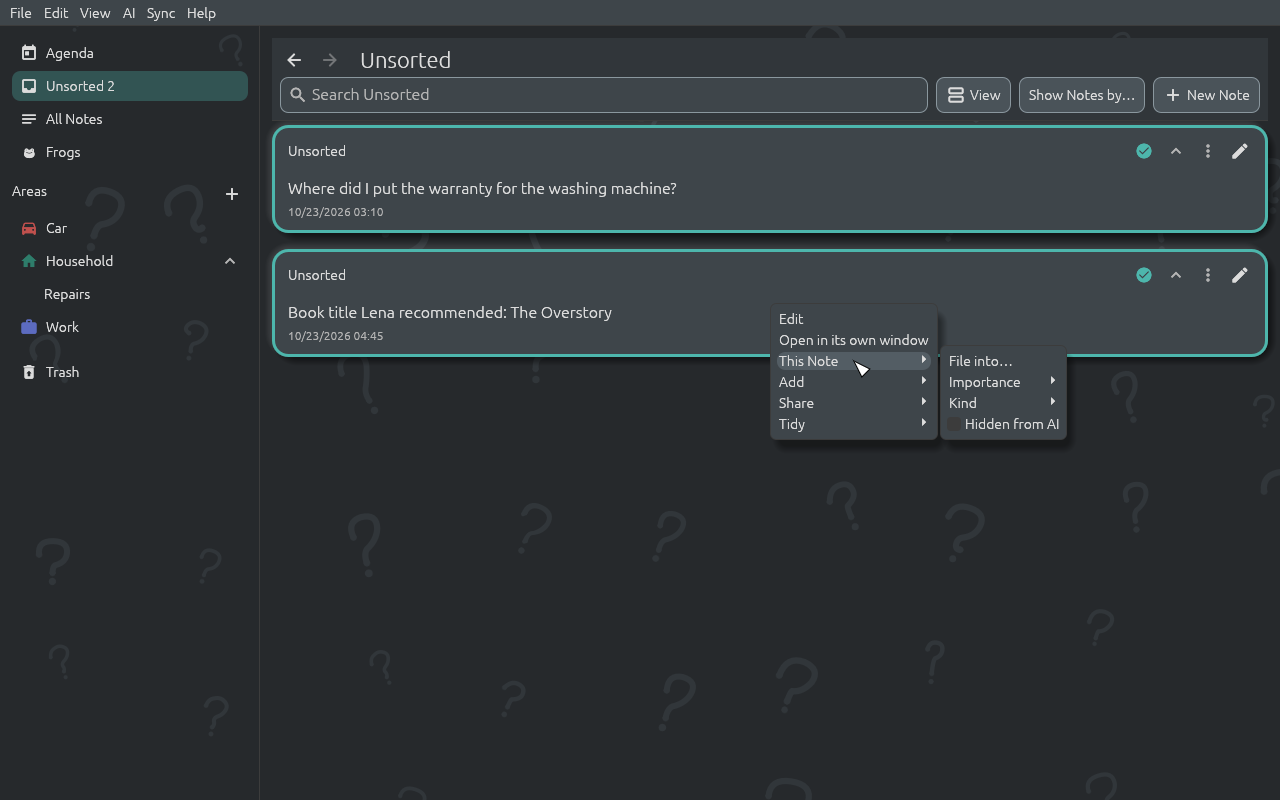 File Edit View AI Sync Help
Agenda
Unsorted 2
All Notes
Frogs
Areas
Car
Household
Repairs
Work
Trash
Unsorted
Search Unsorted
View
Show Notes by...
New Note
Unsorted
Where did I put the warranty for the washing machine?
10/23/2026 03:10
Unsorted
Book title Lena recommended: The Overstory
10/23/2026 04:45
Edit
Open in its own window
This Note
Add
Share
Tidy
File into...
Importance
Kind
Hidden from AI